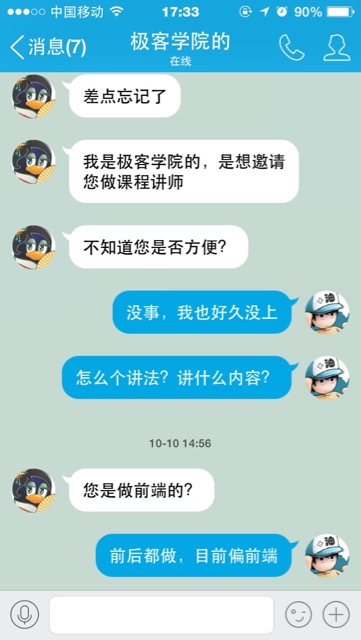 中国移动 17:33 90%
消息(7) 极客学院的
在线
差点忘记了
我是极客学院的，是想邀请
您做课程讲师
不知道您是否方便？
没事，我也好久没上
怎么个讲法？讲什么内容？
10-10 14:56
您是做前端的？
前后都做，目前偏前端
油
油
油